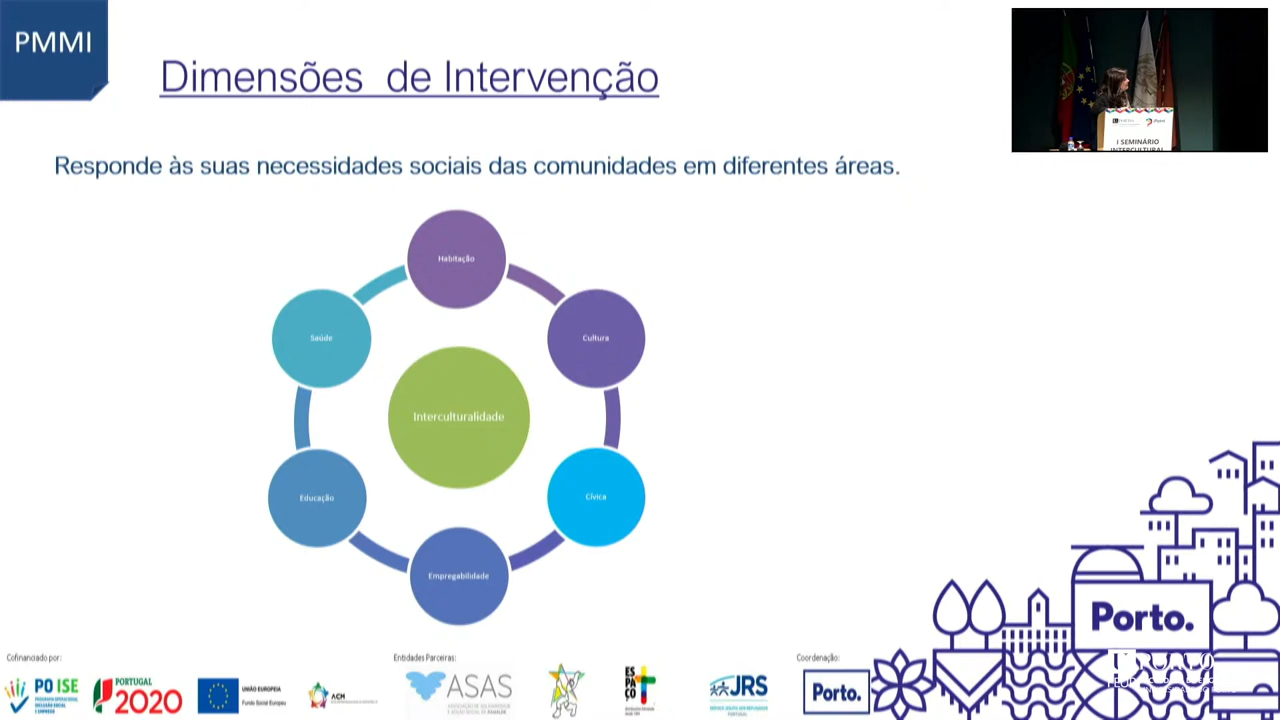 PMMI
Dimensões de Intervenção
I SEMINÁRIO
INTERCULTURAL
Responde às suas necessidades sociais das comunidades em diferentes áreas.
Habitação
Saúde
Cultura
Interculturalidade
Educação
Cívica
Empregabilidade
Porto.
Cofinanciado por:
Entidades Parceiras:
Coordenação:
PO ISE
PORTUGAL
2020
UNIÃO EUROPEIA
Fundo Social Europeu
ACM
ASAS
ESPAÇO
JRS
PORTUGAL
Porto.